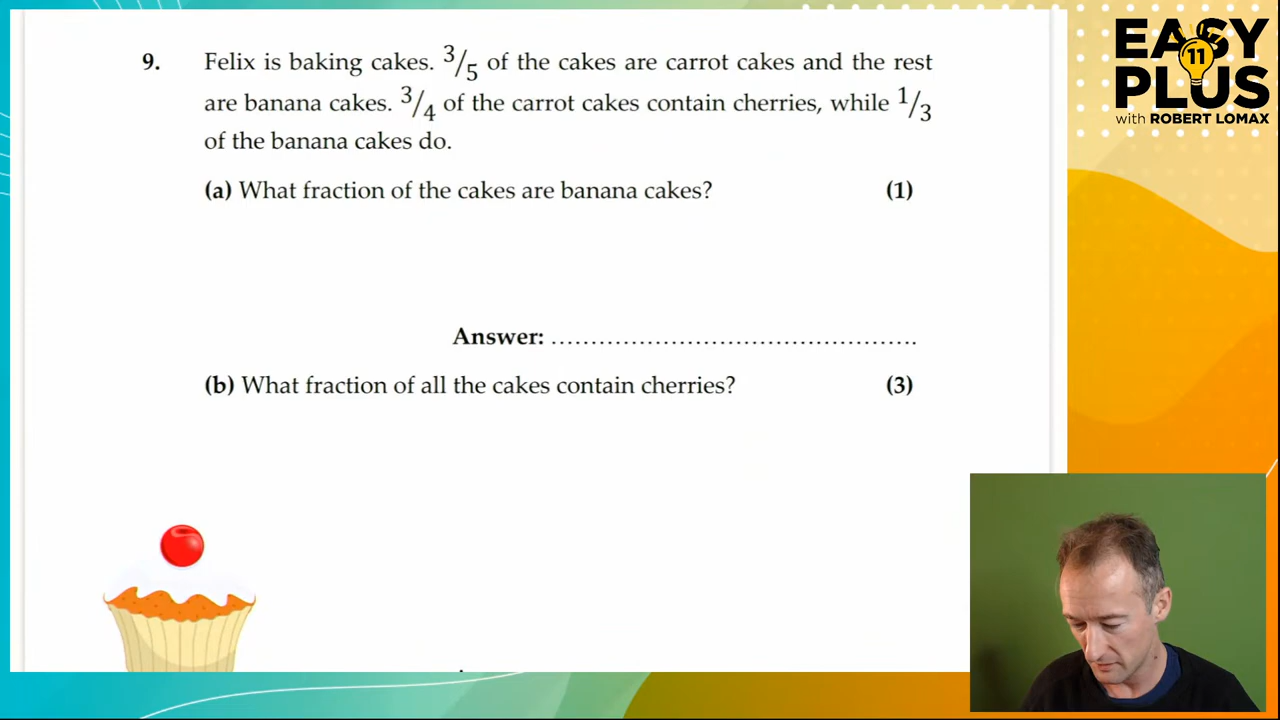 9. Felix is baking cakes. 3/5 of the cakes are carrot cakes and the rest
are banana cakes. 3/4 of the carrot cakes contain cherries, while 1/3
of the banana cakes do.
(a) What fraction of the cakes are banana cakes? (1)
Answer: ..............................................
(b) What fraction of all the cakes contain cherries? (3)
EASY
11
PLUS
with ROBERT LOMAX